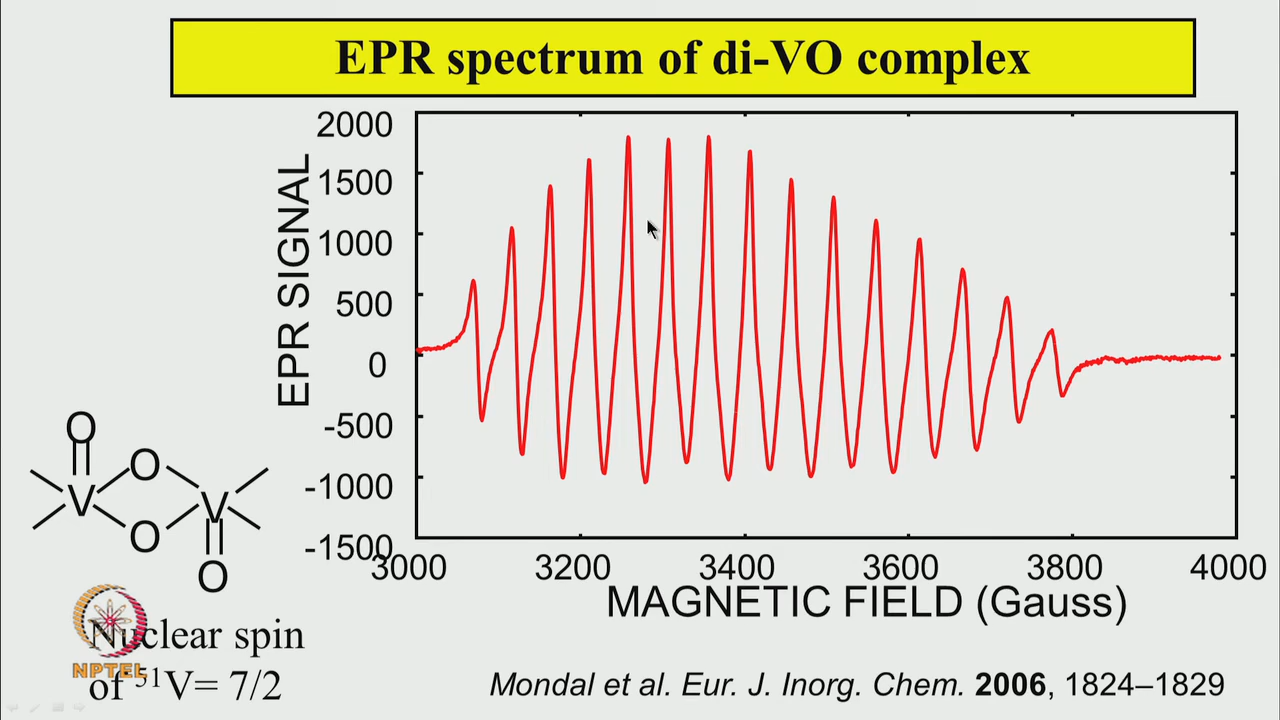 EPR spectrum of di-VO complex
EPR SIGNAL
2000
1500
1000
500
0
-500
-1000
-1500
3000 3200 3400 3600 3800 4000
MAGNETIC FIELD (Gauss)
O
V O V
O
O
Nuclear spin
of ⁵¹V= 7/2
NPTEL
Mondal et al. Eur. J. Inorg. Chem. 2006, 1824–1829